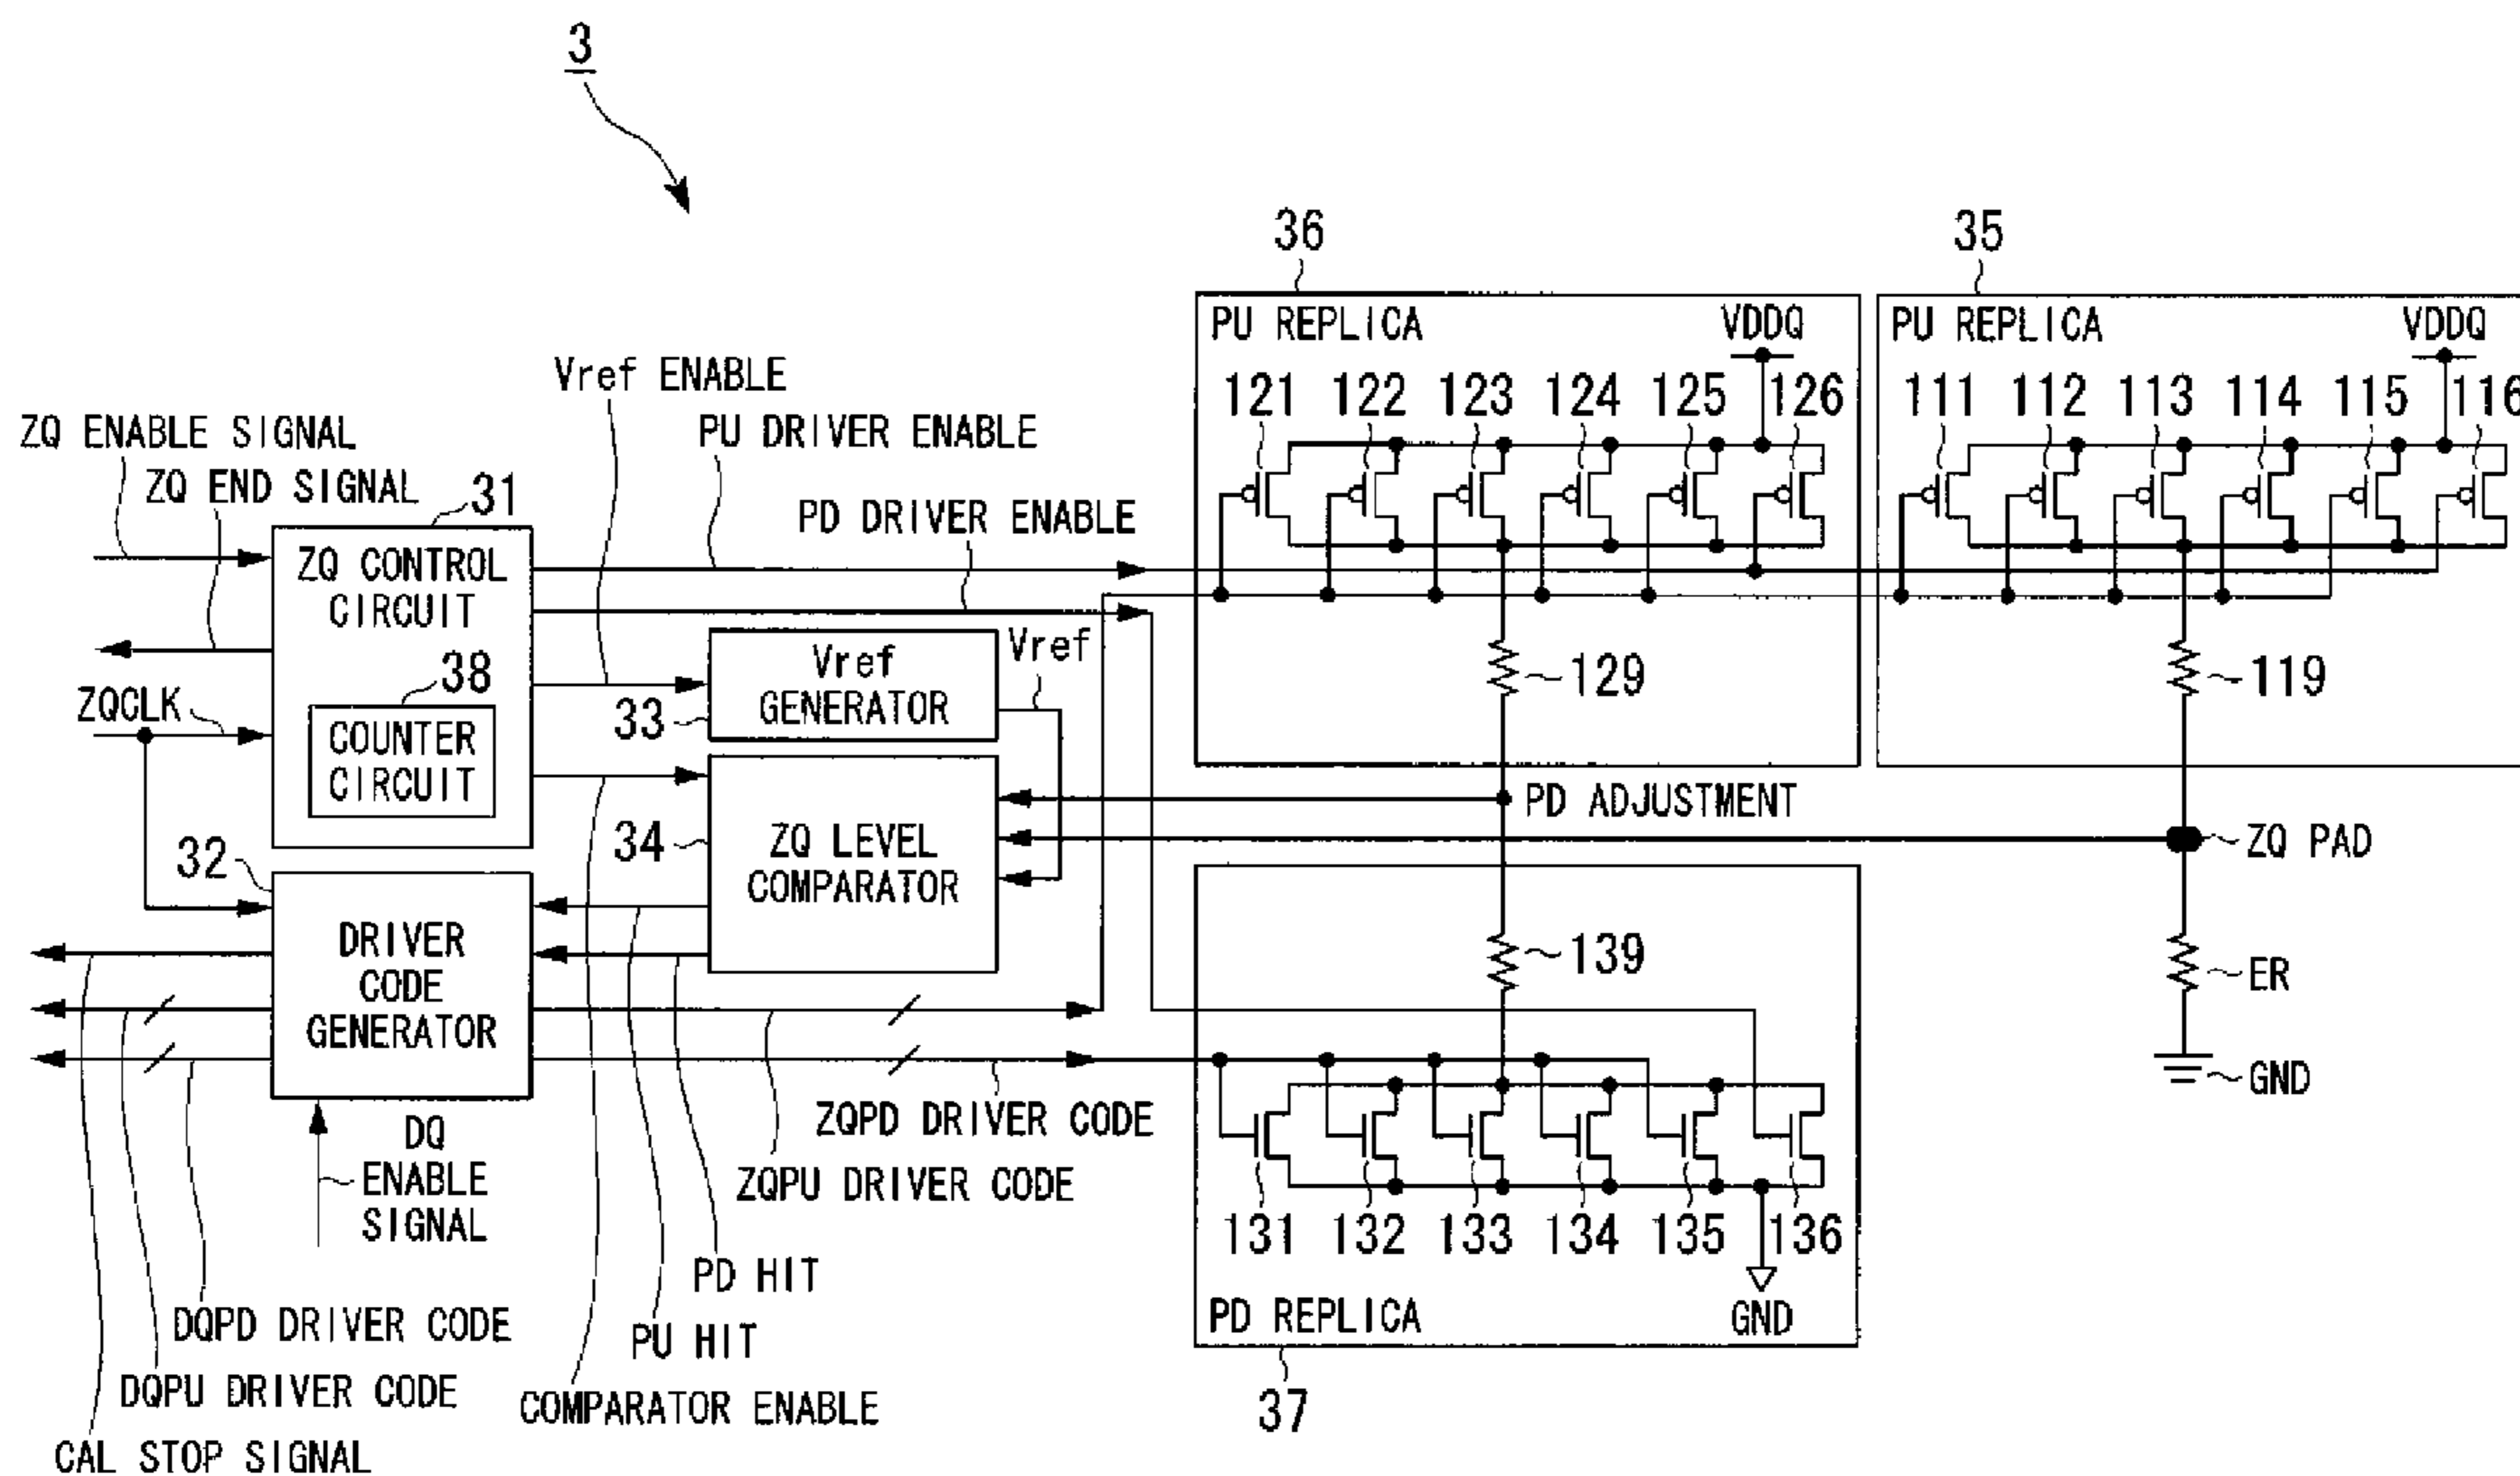 3
36
35
PU REPLICA
VDDQ
PU REPLICA
VDDQ
Vref ENABLE
121 122 123 124 125 126
111 112 113 114 115 116
ZQ ENABLE SIGNAL
PU DRIVER ENABLE
ZQ END SIGNAL
31
PD DRIVER ENABLE
ZQ CONTROL
CIRCUIT
Vref
GENERATOR
Vref
38
ZQCLK
33
129
119
COUNTER
CIRCUIT
PD ADJUSTMENT
34
ZQ LEVEL
COMPARATOR
ZQ PAD
32
DRIVER
CODE
GENERATOR
139
ER
GND
ZQPD DRIVER CODE
DQ
ENABLE
SIGNAL
ZQPU DRIVER CODE
131 132 133 134 135 136
PD HIT
DQPD DRIVER CODE
PU HIT
PD REPLICA
GND
DQPU DRIVER CODE
COMPARATOR ENABLE
37
CAL STOP SIGNAL